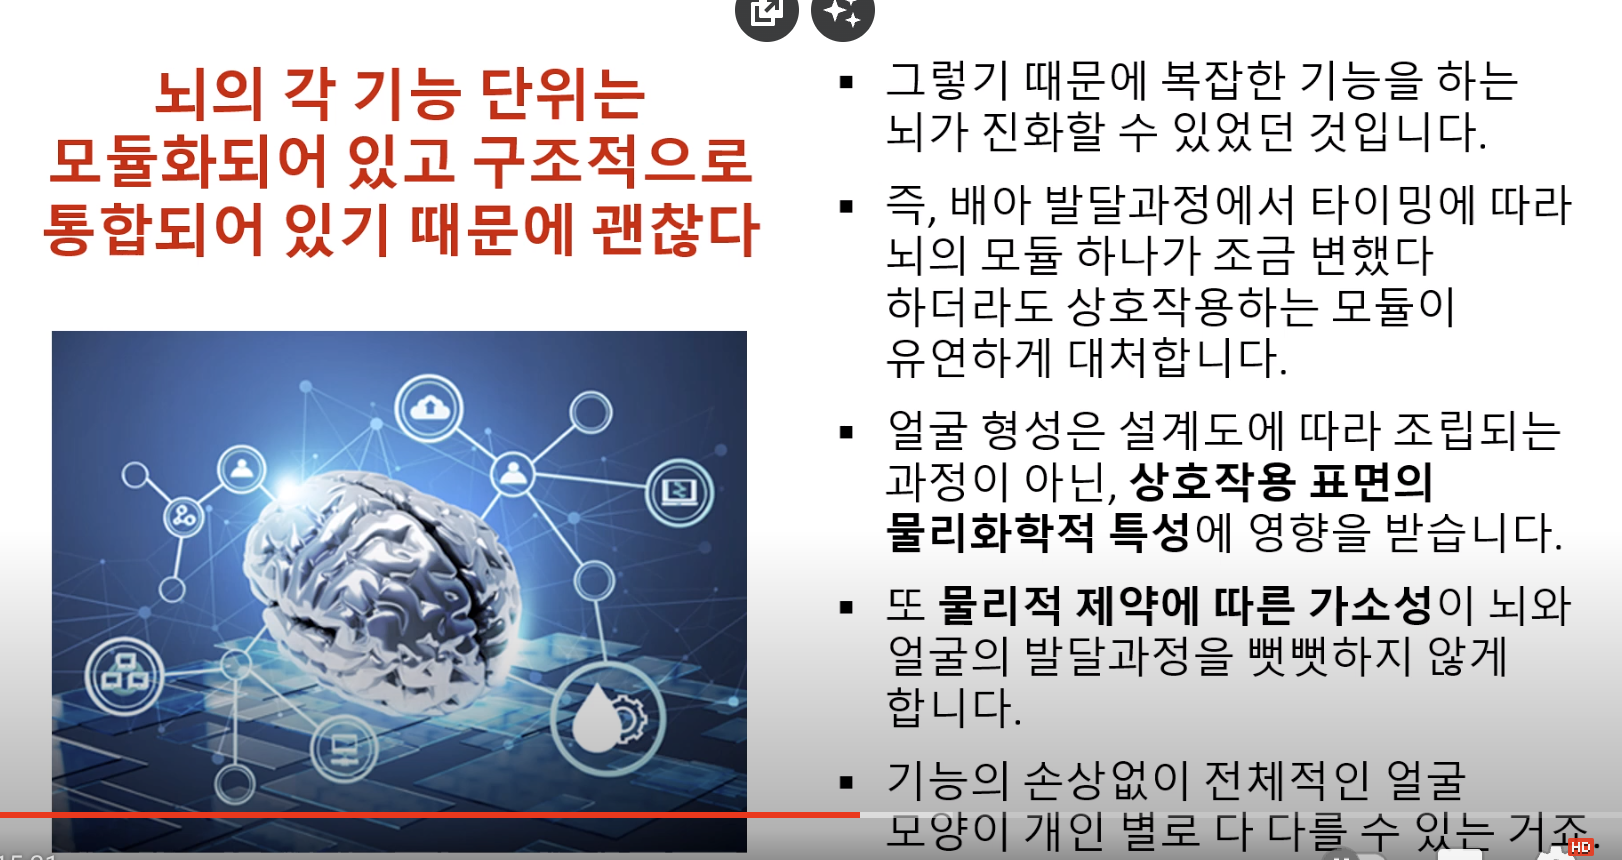 뇌의 각 기능 단위는
모듈화되어 있고 구조적으로
통합되어 있기 때문에 괜찮다
▪ 그렇기 때문에 복잡한 기능을 하는
뇌가 진화할 수 있었던 것입니다.
▪ 즉, 배아 발달과정에서 타이밍에 따라
뇌의 모듈 하나가 조금 변했다
하더라도 상호작용하는 모듈이
유연하게 대처합니다.
▪ 얼굴 형성은 설계도에 따라 조립되는
과정이 아닌, 상호작용 표면의
물리화학적 특성에 영향을 받습니다.
▪ 또 물리적 제약에 따른 가소성이 뇌와
얼굴의 발달과정을 뻣뻣하지 않게
합니다.
▪ 기능의 손상없이 전체적인 얼굴
모양이 개인 별로 다 다를 수 있는 거죠.
HD